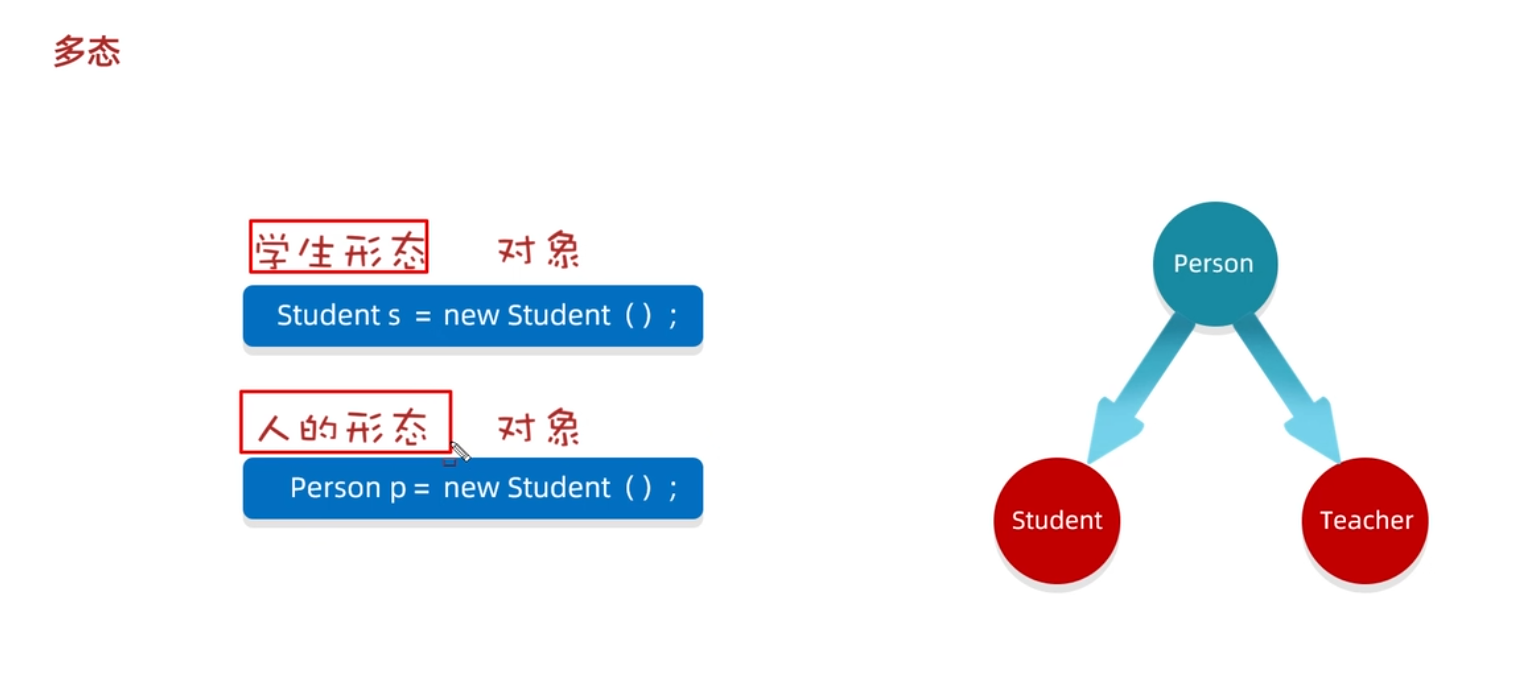 多态
学生形态 对象
Student s = new Student ( ) ;
人的形态 对象
Person p = new Student ( ) ;
Person
Student
Teacher